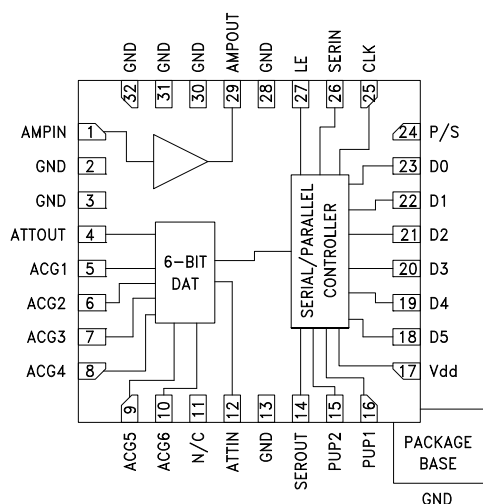 GND
GND
GND
AMPOUT
GND
LE
SERIN
CLK
32
31
30
29
28
27
26
25
AMPIN
1
24
P/S
GND
2
23
D0
GND
3
22
D1
ATTOUT
4
21
D2
ACG1
5
20
D3
ACG2
6
19
D4
ACG3
7
18
D5
ACG4
8
17
Vdd
6-BIT
DAT
SERIAL/PARALLEL
CONTROLLER
9
10
11
12
13
14
15
16
ACG5
ACG6
N/C
ATTIN
GND
SEROUT
PUP2
PUP1
PACKAGE
BASE
GND